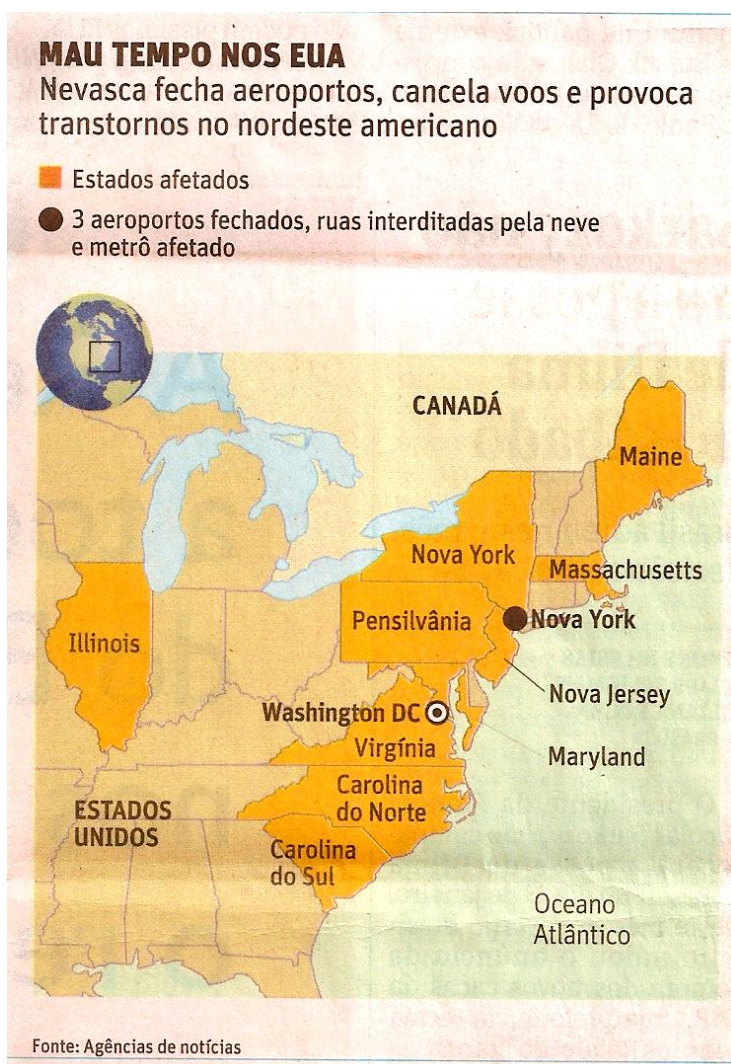 MAU TEMPO NOS EUA
Nevasca fecha aeroportos, cancela voos e provoca
transtornos no nordeste americano
Estados afetados
3 aeroportos fechados, ruas interditadas pela neve
e metrô afetado
CANADÁ
Maine
Nova York
Massachusetts
Pensilvânia
Nova York
Illinois
Nova Jersey
Washington DC
Virgínia
Maryland
Carolina
do Norte
ESTADOS
UNIDOS
Carolina
do Sul
Oceano
Atlântico
Fonte: Agências de notícias